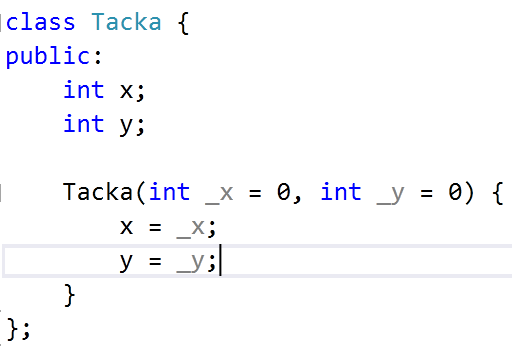 class Tacka {
public:
    int x;
    int y;

    Tacka(int _x = 0, int _y = 0) {
        x = _x;
        y = _y;
    }
};